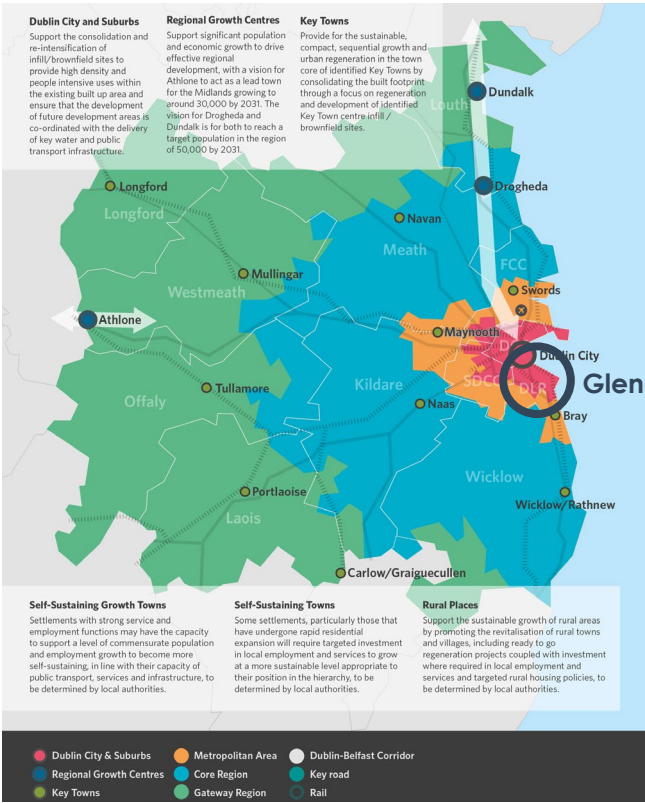 Dublin City and Suburbs
Support the consolidation and
re-intensification of
infill/brownfield sites to
provide high density and
people intensive uses within
the existing built up area and
ensure that the development
of future development areas is
co-ordinated with the delivery
of key water and public
transport infrastructure.
Regional Growth Centres
Support significant population
and economic growth to drive
effective regional
development, with a vision for
Athlone to act as a lead town
for the Midlands growing to
around 30,000 by 2031. The
vision for Drogheda and
Dundalk is for both to reach a
target population in the region
of 50,000 by 2031.
Key Towns
Provide for the sustainable,
compact, sequential growth and
urban regeneration in the town
core of identified Key Towns by
consolidating the built footprint
through a focus on regeneration
and development of identified
Key Town centre infill /
brownfield sites.
Louth
Dundalk
Longford
Longford
Drogheda
Navan
Meath
FCC
Mullingar
Westmeath
Swords
Athlone
Maynooth
Dublin City
Kildare
SDCC
DLR
Glen
Tullamore
Offaly
Naas
Bray
Wicklow
Portlaoise
Laois
Wicklow/Rathnew
Carlow/Graiguecullen
Self-Sustaining Growth Towns
Settlements with strong service and
employment functions may have the capacity
to support a level of commensurate population
and employment growth to become more
self-sustaining, in line with their capacity of
public transport, services and infrastructure, to
be determined by local authorities.
Self-Sustaining Towns
Some settlements, particularly those that
have undergone rapid residential
expansion will require targeted investment
in local employment and services to grow
at a more sustainable level appropriate to
their position in the hierarchy, to be
determined by local authorities.
Rural Places
Support the sustainable growth of rural areas
by promoting the revitalisation of rural towns
and villages, including ready to go
regeneration projects coupled with investment
where required in local employment and
services and targeted rural housing policies, to
be determined by local authorities.
Dublin City & Suburbs
Metropolitan Area
Dublin-Belfast Corridor
Regional Growth Centres
Core Region
Key road
Key Towns
Gateway Region
Rail